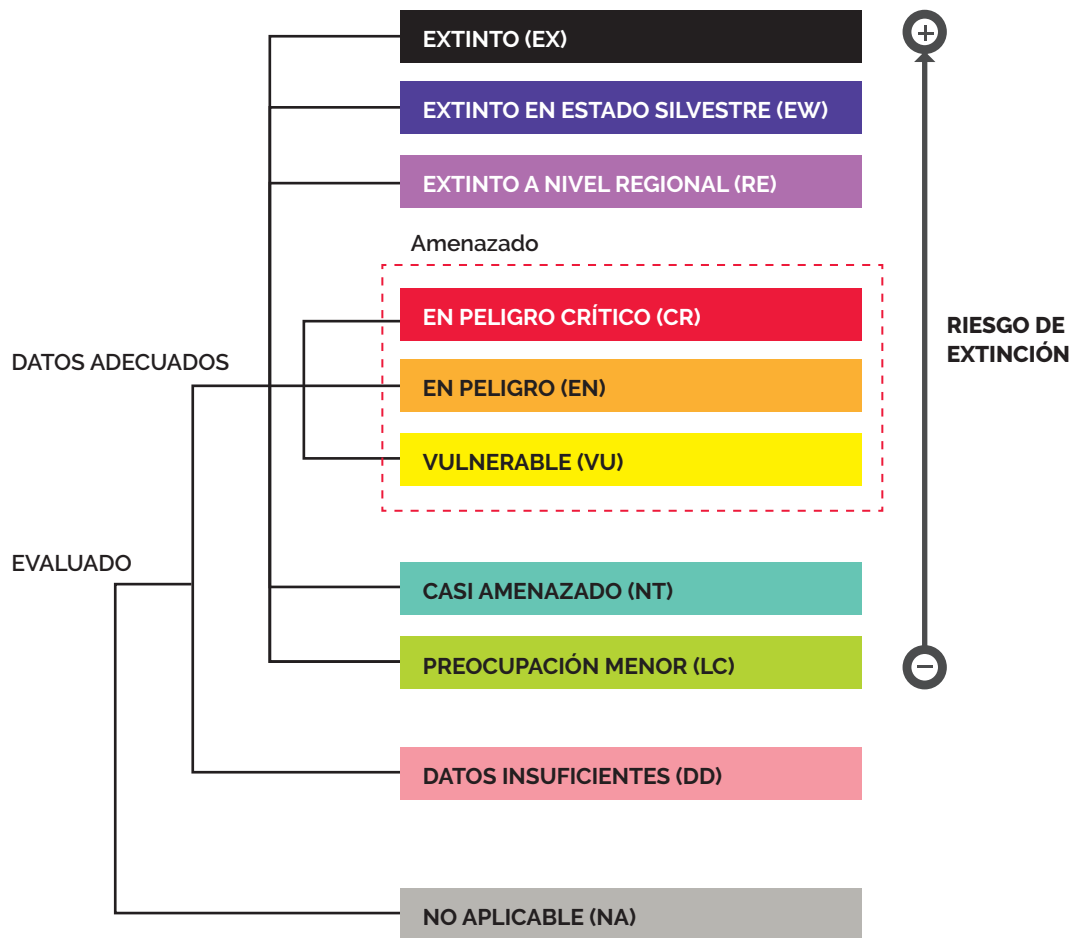 EXTINTO (EX)
+
EXTINTO EN ESTADO SILVESTRE (EW)
EXTINTO A NIVEL REGIONAL (RE)
Amenazado
EN PELIGRO CRÍTICO (CR)
RIESGO DE
EXTINCIÓN
DATOS ADECUADOS
EN PELIGRO (EN)
VULNERABLE (VU)
EVALUADO
CASI AMENAZADO (NT)
PREOCUPACIÓN MENOR (LC)
−
DATOS INSUFICIENTES (DD)
NO APLICABLE (NA)